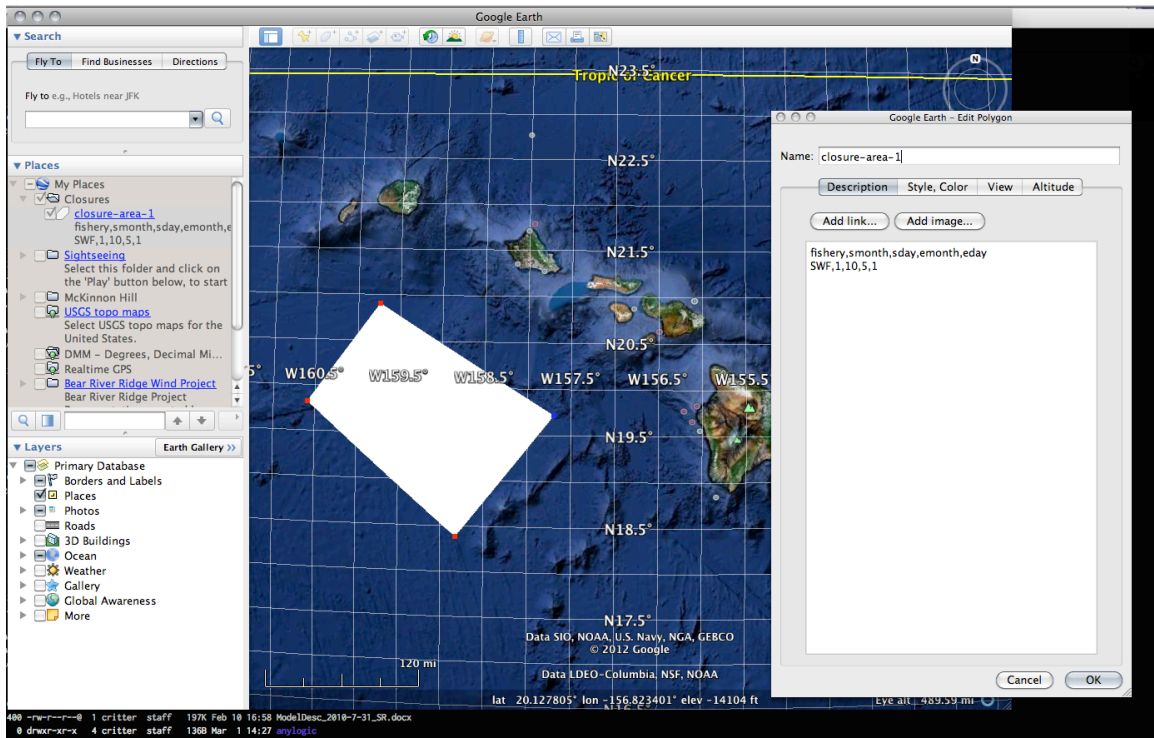 Google Earth
Search
Fly To Find Businesses Directions
Fly to e.g., Hotels near JFK
Places
My Places
Closures
closure-area-1
fishery,smonth,sday,emonth,e
SWF,1,10,5,1
Sightseeing
Select this folder and click on
the 'Play' button below, to start
McKinnon Hill
USGS topo maps
Select USGS topo maps for the
United States.
DMM - Degrees, Decimal Mi...
Realtime GPS
Bear River Ridge Wind Project
Bear River Ridge Project
Layers Earth Gallery >>
Primary Database
Borders and Labels
Places
Photos
Roads
3D Buildings
Ocean
Weather
Gallery
Global Awareness
More
N23.5°
Tropic of Cancer
N
N22.5°
N21.5°
N20.5°
5° W160.5° W159.5° W158.5° W157.5° W156.5° W155.5
N19.5°
N18.5°
N17.5°
Data SIO, NOAA, U.S. Navy, NGA, GEBCO
© 2012 Google
120 mi
Data LDEO-Columbia, NSF, NOAA
lat 20.127805° lon -156.823401° elev -14104 ft Eye alt 489.59 mi
Google Earth - Edit Polygon
Name: closure-area-1
Description Style, Color View Altitude
Add link... Add image...
fishery,smonth,sday,emonth,eday
SWF,1,10,5,1
Cancel OK
400 -rw-r--r--@ 1 critter staff 197K Feb 10 16:58 ModelDesc_2010-7-31_SR.docx
0 drwxr-xr-x 4 critter staff 136B Mar 1 14:27 anylogic